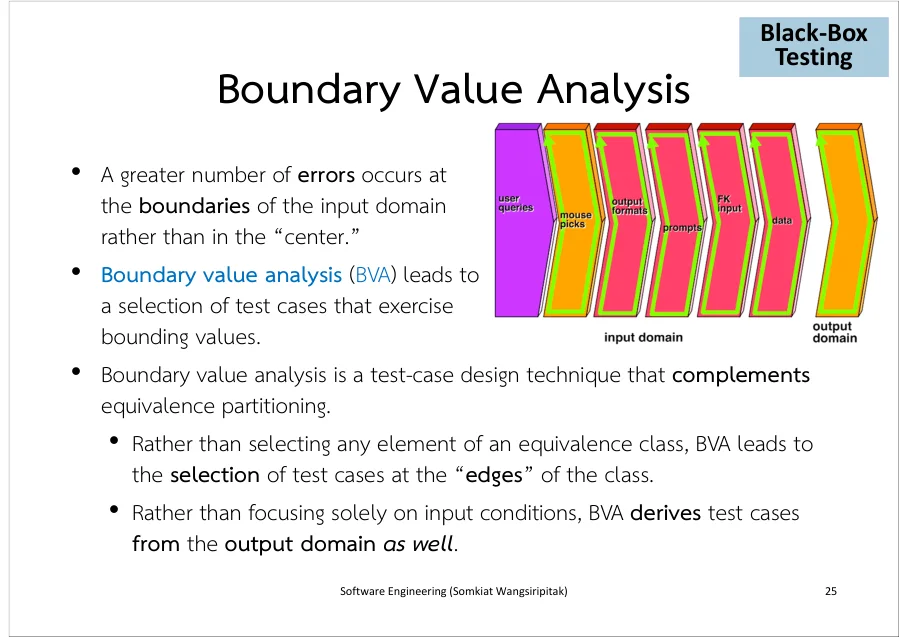 Black-Box
Testing
Boundary Value Analysis
• A greater number of errors occurs at
the boundaries of the input domain
rather than in the “center.”
• Boundary value analysis (BVA) leads to
a selection of test cases that exercise
bounding values.
user
queries
mouse
picks
output
formats
prompts
FK
input
data
input domain
output
domain
• Boundary value analysis is a test-case design technique that complements
equivalence partitioning.
• Rather than selecting any element of an equivalence class, BVA leads to
the selection of test cases at the “edges” of the class.
• Rather than focusing solely on input conditions, BVA derives test cases
from the output domain as well.
Software Engineering (Somkiat Wangsiripitak)
25